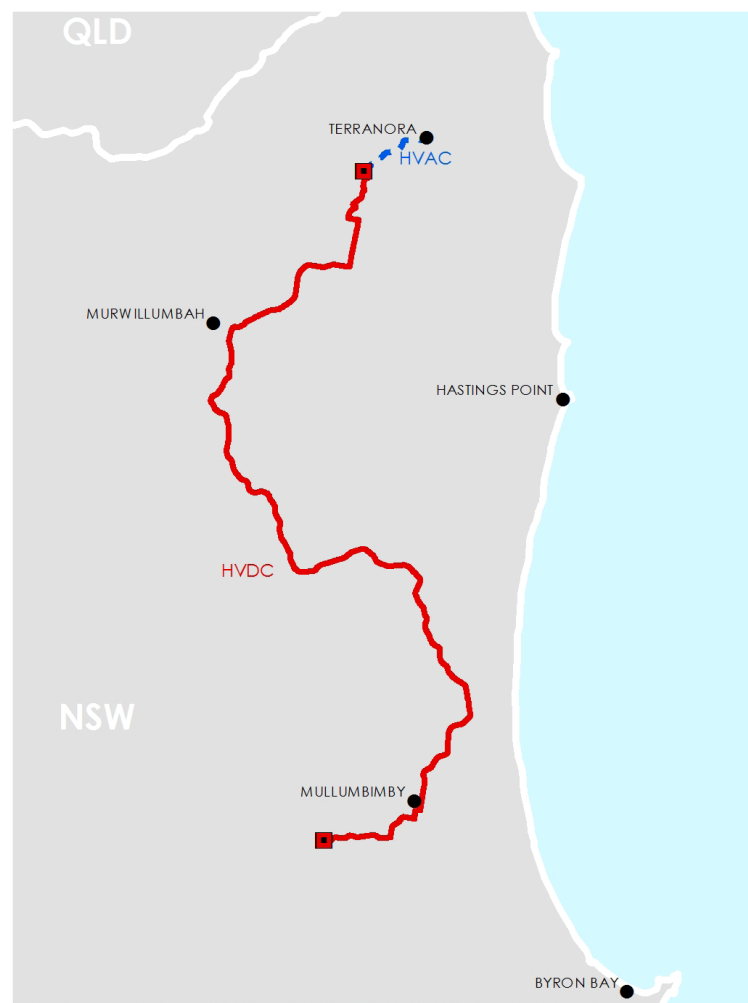 QLD
TERRANORA
HVAC
MURWILLUMBAH
HASTINGS POINT
HVDC
NSW
MULLUMBIMBY
BYRON BAY